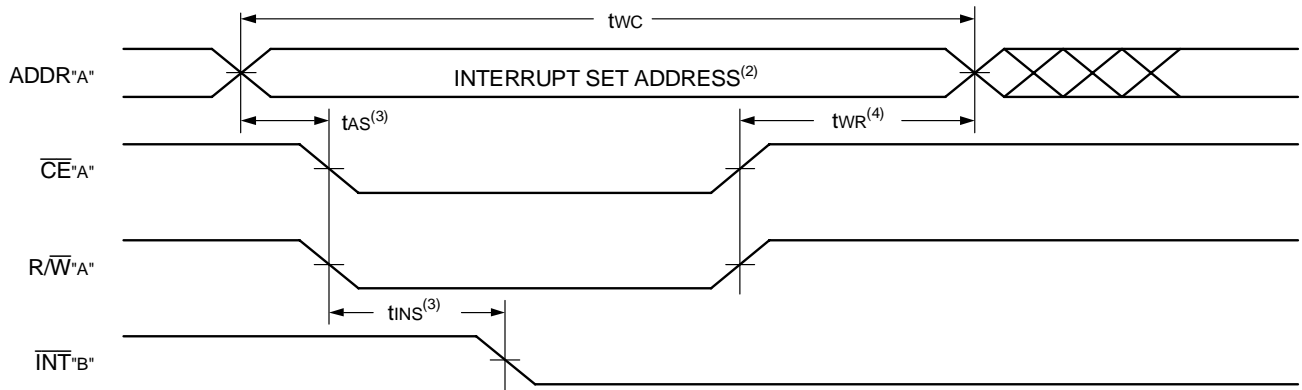 tWC
ADDR"A"
INTERRUPT SET ADDRESS(2)
tAS(3)
tWR(4)
CE"A"
R/W"A"
tINS(3)
INT"B"